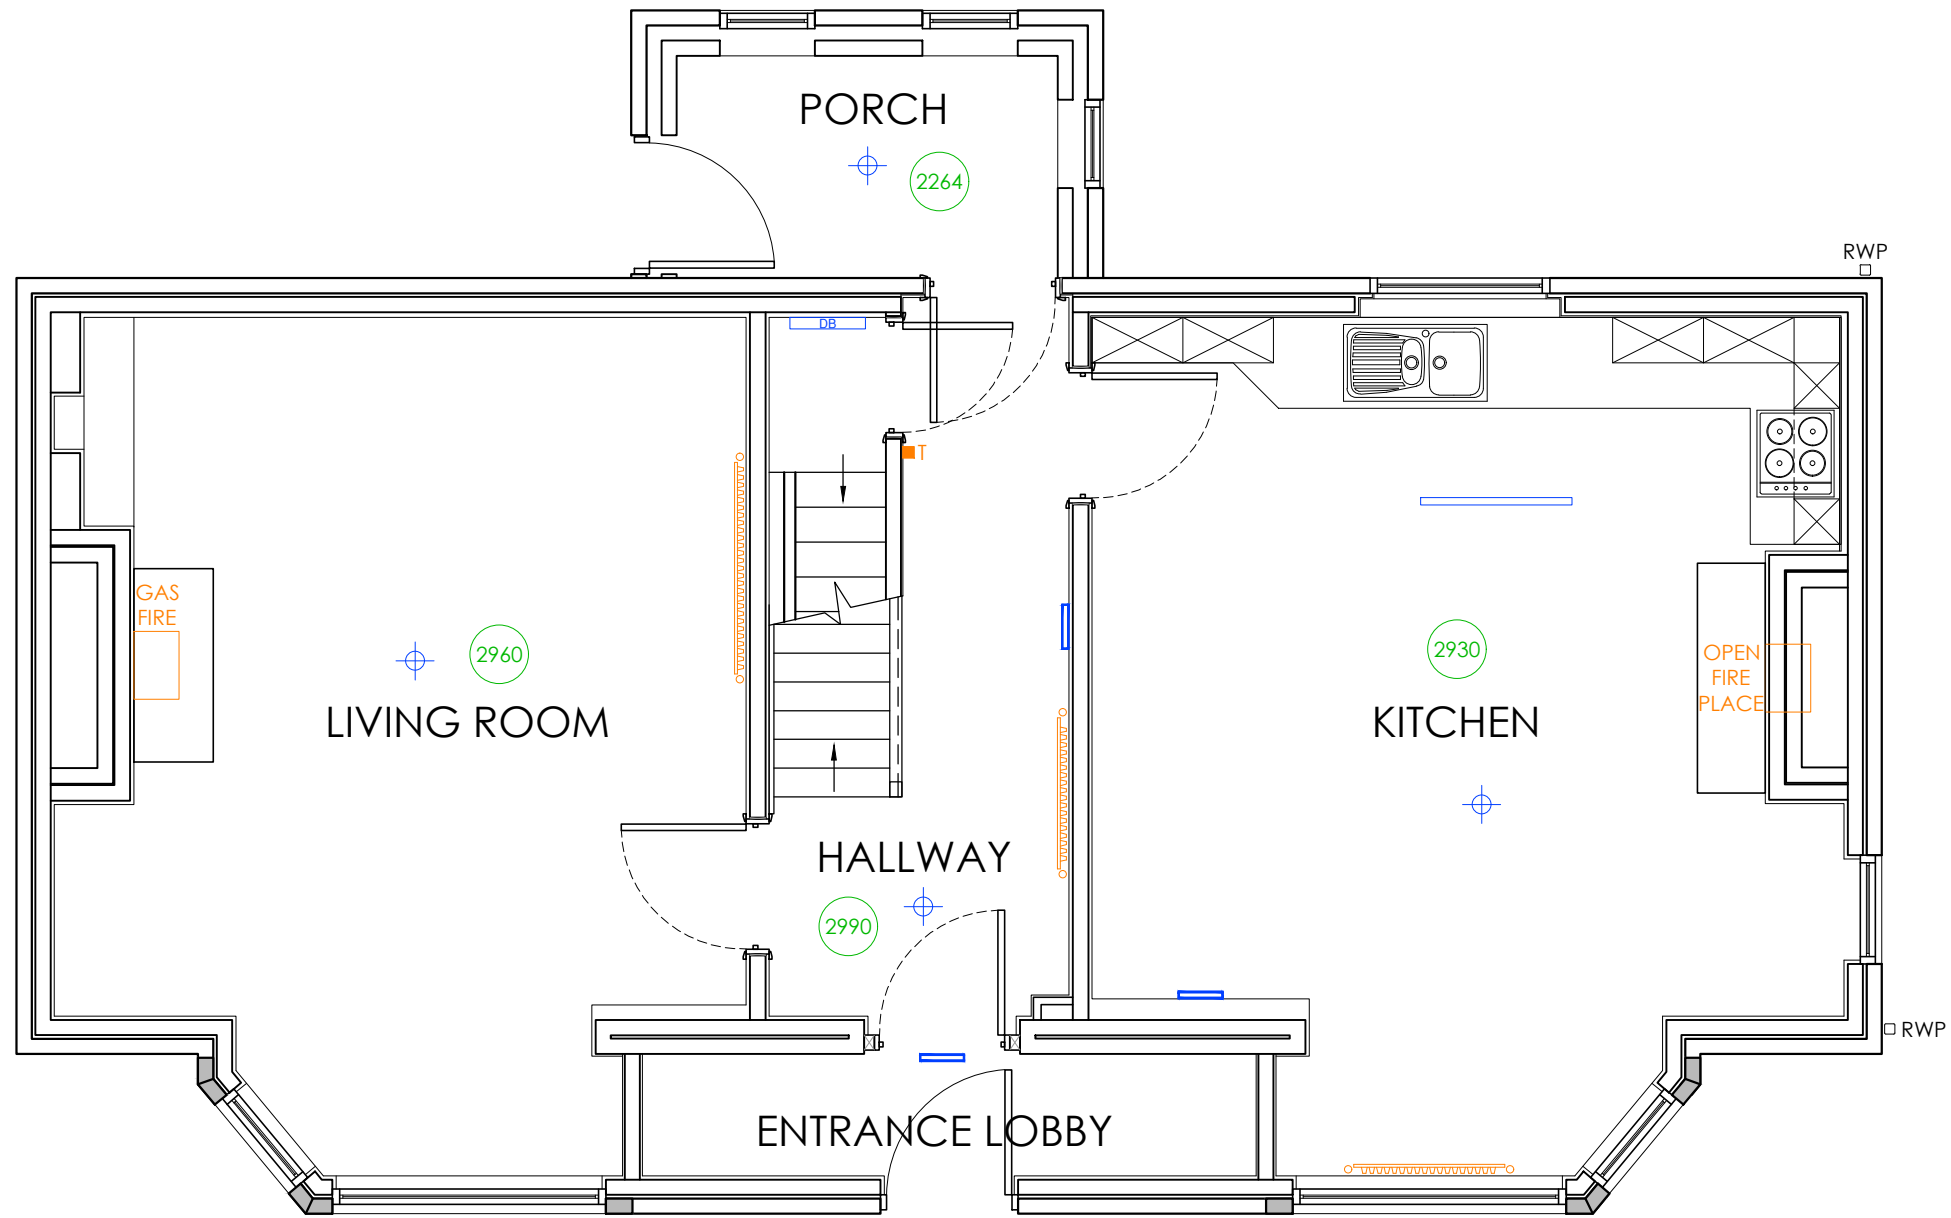 PORCH
2264
RWP
DB
T
GAS
FIRE
2960
LIVING ROOM
2930
KITCHEN
OPEN
FIRE
PLACE
HALLWAY
2990
RWP
ENTRANCE LOBBY